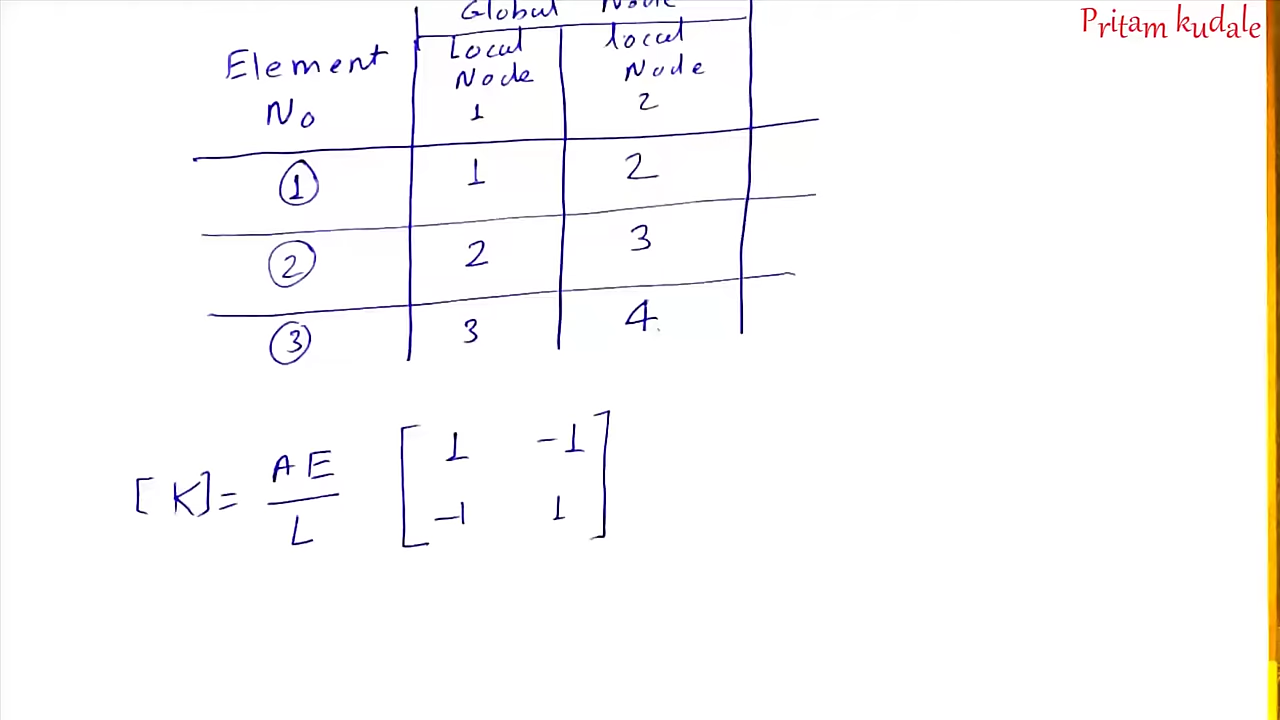 Pritam kudale
Global Node
Element No
Local Node 1
local Node 2
1 1 2
2 2 3
3 3 4
[K]= AE/L [ 1 -1
-1 1 ]